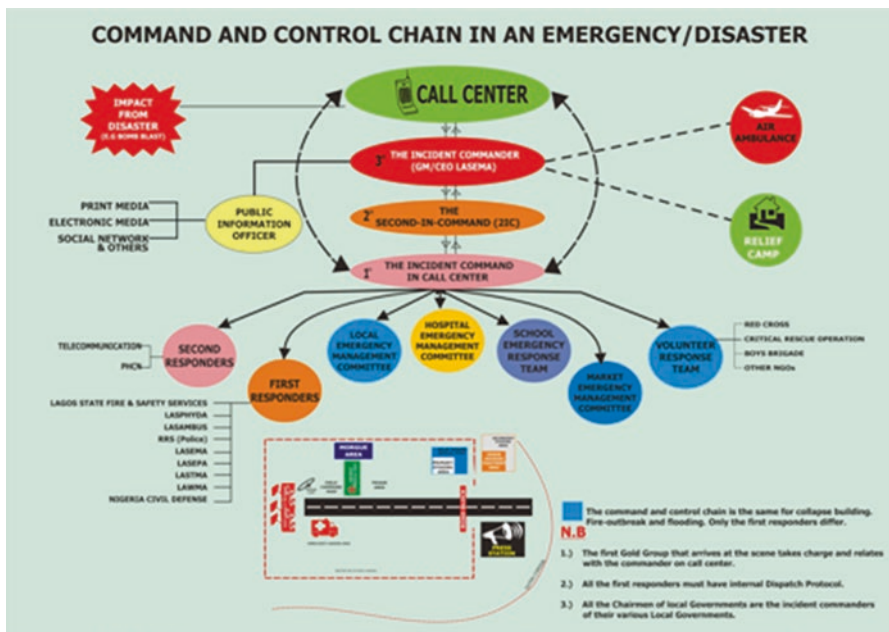 COMMAND AND CONTROL CHAIN IN AN EMERGENCY/DISASTER
IMPACT
FROM
DISASTER
(E.G BOMB BLAST)
CALL CENTER
3° THE INCIDENT COMMANDER
(GM/CEO LASEMA)
AIR
AMBULANCE
2° THE
SECOND-IN-COMMAND (2IC)
PRINT MEDIA
ELECTRONIC MEDIA
SOCIAL NETWORK
& OTHERS
PUBLIC
INFORMATION
OFFICER
RELIEF
CAMP
1° THE INCIDENT COMMAND
IN CALL CENTER
TELECOMMUNICATION
PHCN
SECOND
RESPONDERS
FIRST
RESPONDERS
LOCAL
EMERGENCY
MANAGEMENT
COMMITTEE
HOSPITAL
EMERGENCY
MANAGEMENT
COMMITTEE
SCHOOL
EMERGENCY
RESPONSE
TEAM
MARKET
EMERGENCY
MANAGEMENT
COMMITTEE
VOLUNTEER
RESPONSE
TEAM
RED CROSS
CRITICAL RESCUE OPERATION
BOYS BRIGADE
OTHER NGOs
LAGOS STATE FIRE & SAFETY SERVICES
LASPHYDA
LASAMBUS
RRS (Police)
LASEMA
LASEPA
LASTMA
LAWMA
NIGERIA CIVIL DEFENSE
MORGUE
AREA
PRESS
STATION
The command and control chain is the same for collapse building.
Fire-outbreak and flooding. Only the first responders differ.
N.B
1.) The first Gold Group that arrives at the scene takes charge and relates
with the commander on call center.
2.) All the first responders must have internal Dispatch Protocol.
3.) All the Chairmen of local Governments are the incident commanders
of their various Local Governments.